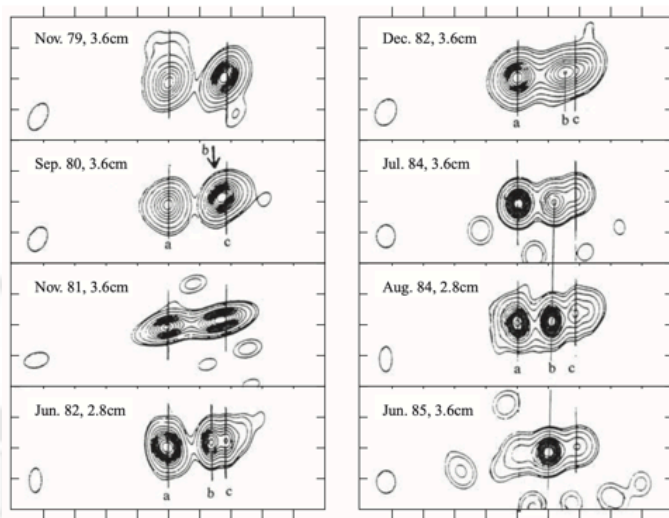 Nov. 79, 3.6cm
Sep. 80, 3.6cm
b
a
c
Nov. 81, 3.6cm
Jun. 82, 2.8cm
a
b
c
Dec. 82, 3.6cm
a
b
c
Jul. 84, 3.6cm
Aug. 84, 2.8cm
a
b
c
Jun. 85, 3.6cm